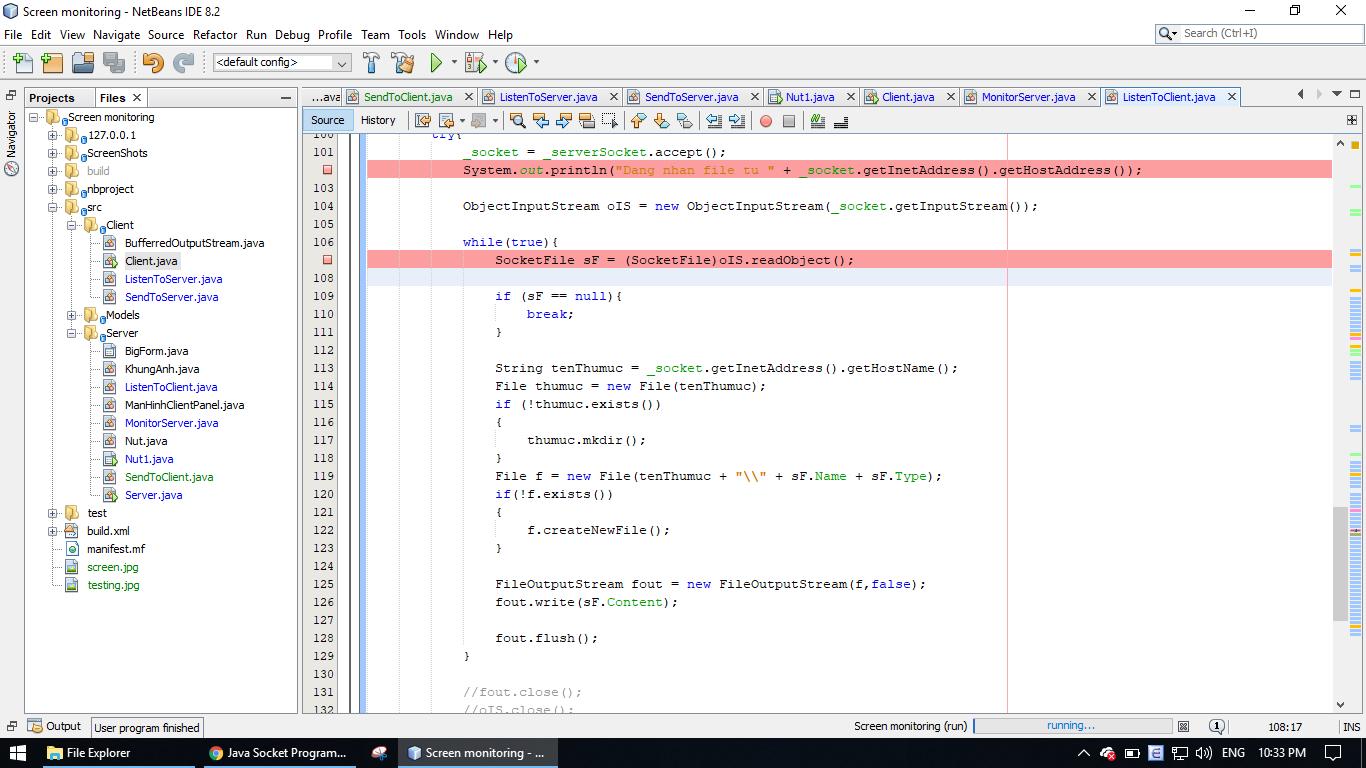 Screen monitoring - NetBeans IDE 8.2
File Edit View Navigate Source Refactor Run Debug Profile Team Tools Window Help
Search (Ctrl+I)
<default config>
Projects Files
...ava SendToClient.java ListenToServer.java SendToServer.java Nut1.java Client.java MonitorServer.java ListenToClient.java
Navigator
Source History
Screen monitoring
127.0.0.1
ScreenShots
build
nbproject
src
Client
BufferredOutputStream.java
Client.java
ListenToServer.java
SendToServer.java
Models
Server
BigForm.java
KhungAnh.java
ListenToClient.java
ManHinhClientPanel.java
MonitorServer.java
Nut.java
Nut1.java
SendToClient.java
Server.java
test
build.xml
manifest.mf
screen.jpg
testing.jpg
100 try{
101 _socket = _serverSocket.accept();
System.out.println("Dang nhan file tu " + _socket.getInetAddress().getHostAddress());
103
104 ObjectInputStream oIS = new ObjectInputStream(_socket.getInputStream());
105
106 while(true){
SocketFile sF = (SocketFile)oIS.readObject();
108
109 if (sF == null){
110 break;
111 }
112
113 String tenThumuc = _socket.getInetAddress().getHostName();
114 File thumuc = new File(tenThumuc);
115 if (!thumuc.exists())
116 {
117 thumuc.mkdir();
118 }
119 File f = new File(tenThumuc + "\\" + sF.Name + sF.Type);
120 if(!f.exists())
121 {
122 f.createNewFile();
123 }
124
125 FileOutputStream fout = new FileOutputStream(f,false);
126 fout.write(sF.Content);
127
128 fout.flush();
129 }
130
131 //fout.close();
132 //oIS.close();
Output User program finished Screen monitoring (run) running... 1 108:17 INS
File Explorer Java Socket Program... Screen monitoring - ... ENG 10:33 PM